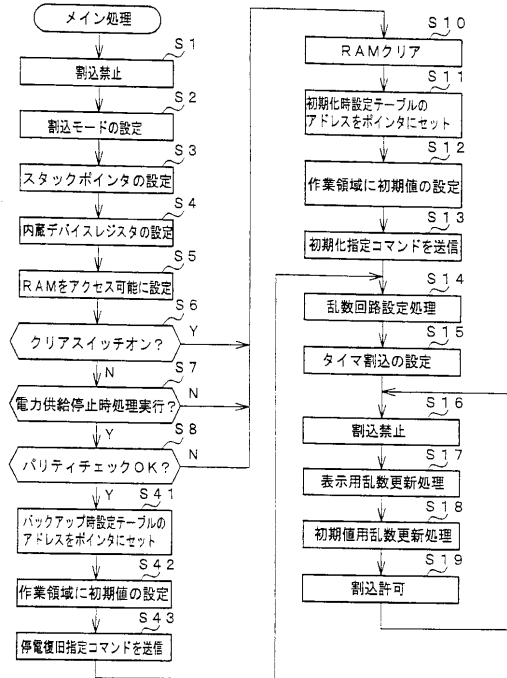 メイン処理
S1
割込禁止
S2
割込モードの設定
S3
スタックポインタの設定
S4
内蔵デバイスレジスタの設定
S5
RAMをアクセス可能に設定
S6
クリアスイッチオン?
Y
N
S7
電力供給停止時処理実行?
N
Y
S8
パリティチェックOK?
N
Y
S41
バックアップ時設定テーブルの
アドレスをポインタにセット
S42
作業領域に初期値の設定
S43
停電復旧指定コマンドを送信
S10
RAMクリア
S11
初期化時設定テーブルの
アドレスをポインタにセット
S12
作業領域に初期値の設定
S13
初期化指定コマンドを送信
S14
乱数回路設定処理
S15
タイマ割込の設定
S16
割込禁止
S17
表示用乱数更新処理
S18
初期値用乱数更新処理
S19
割込許可